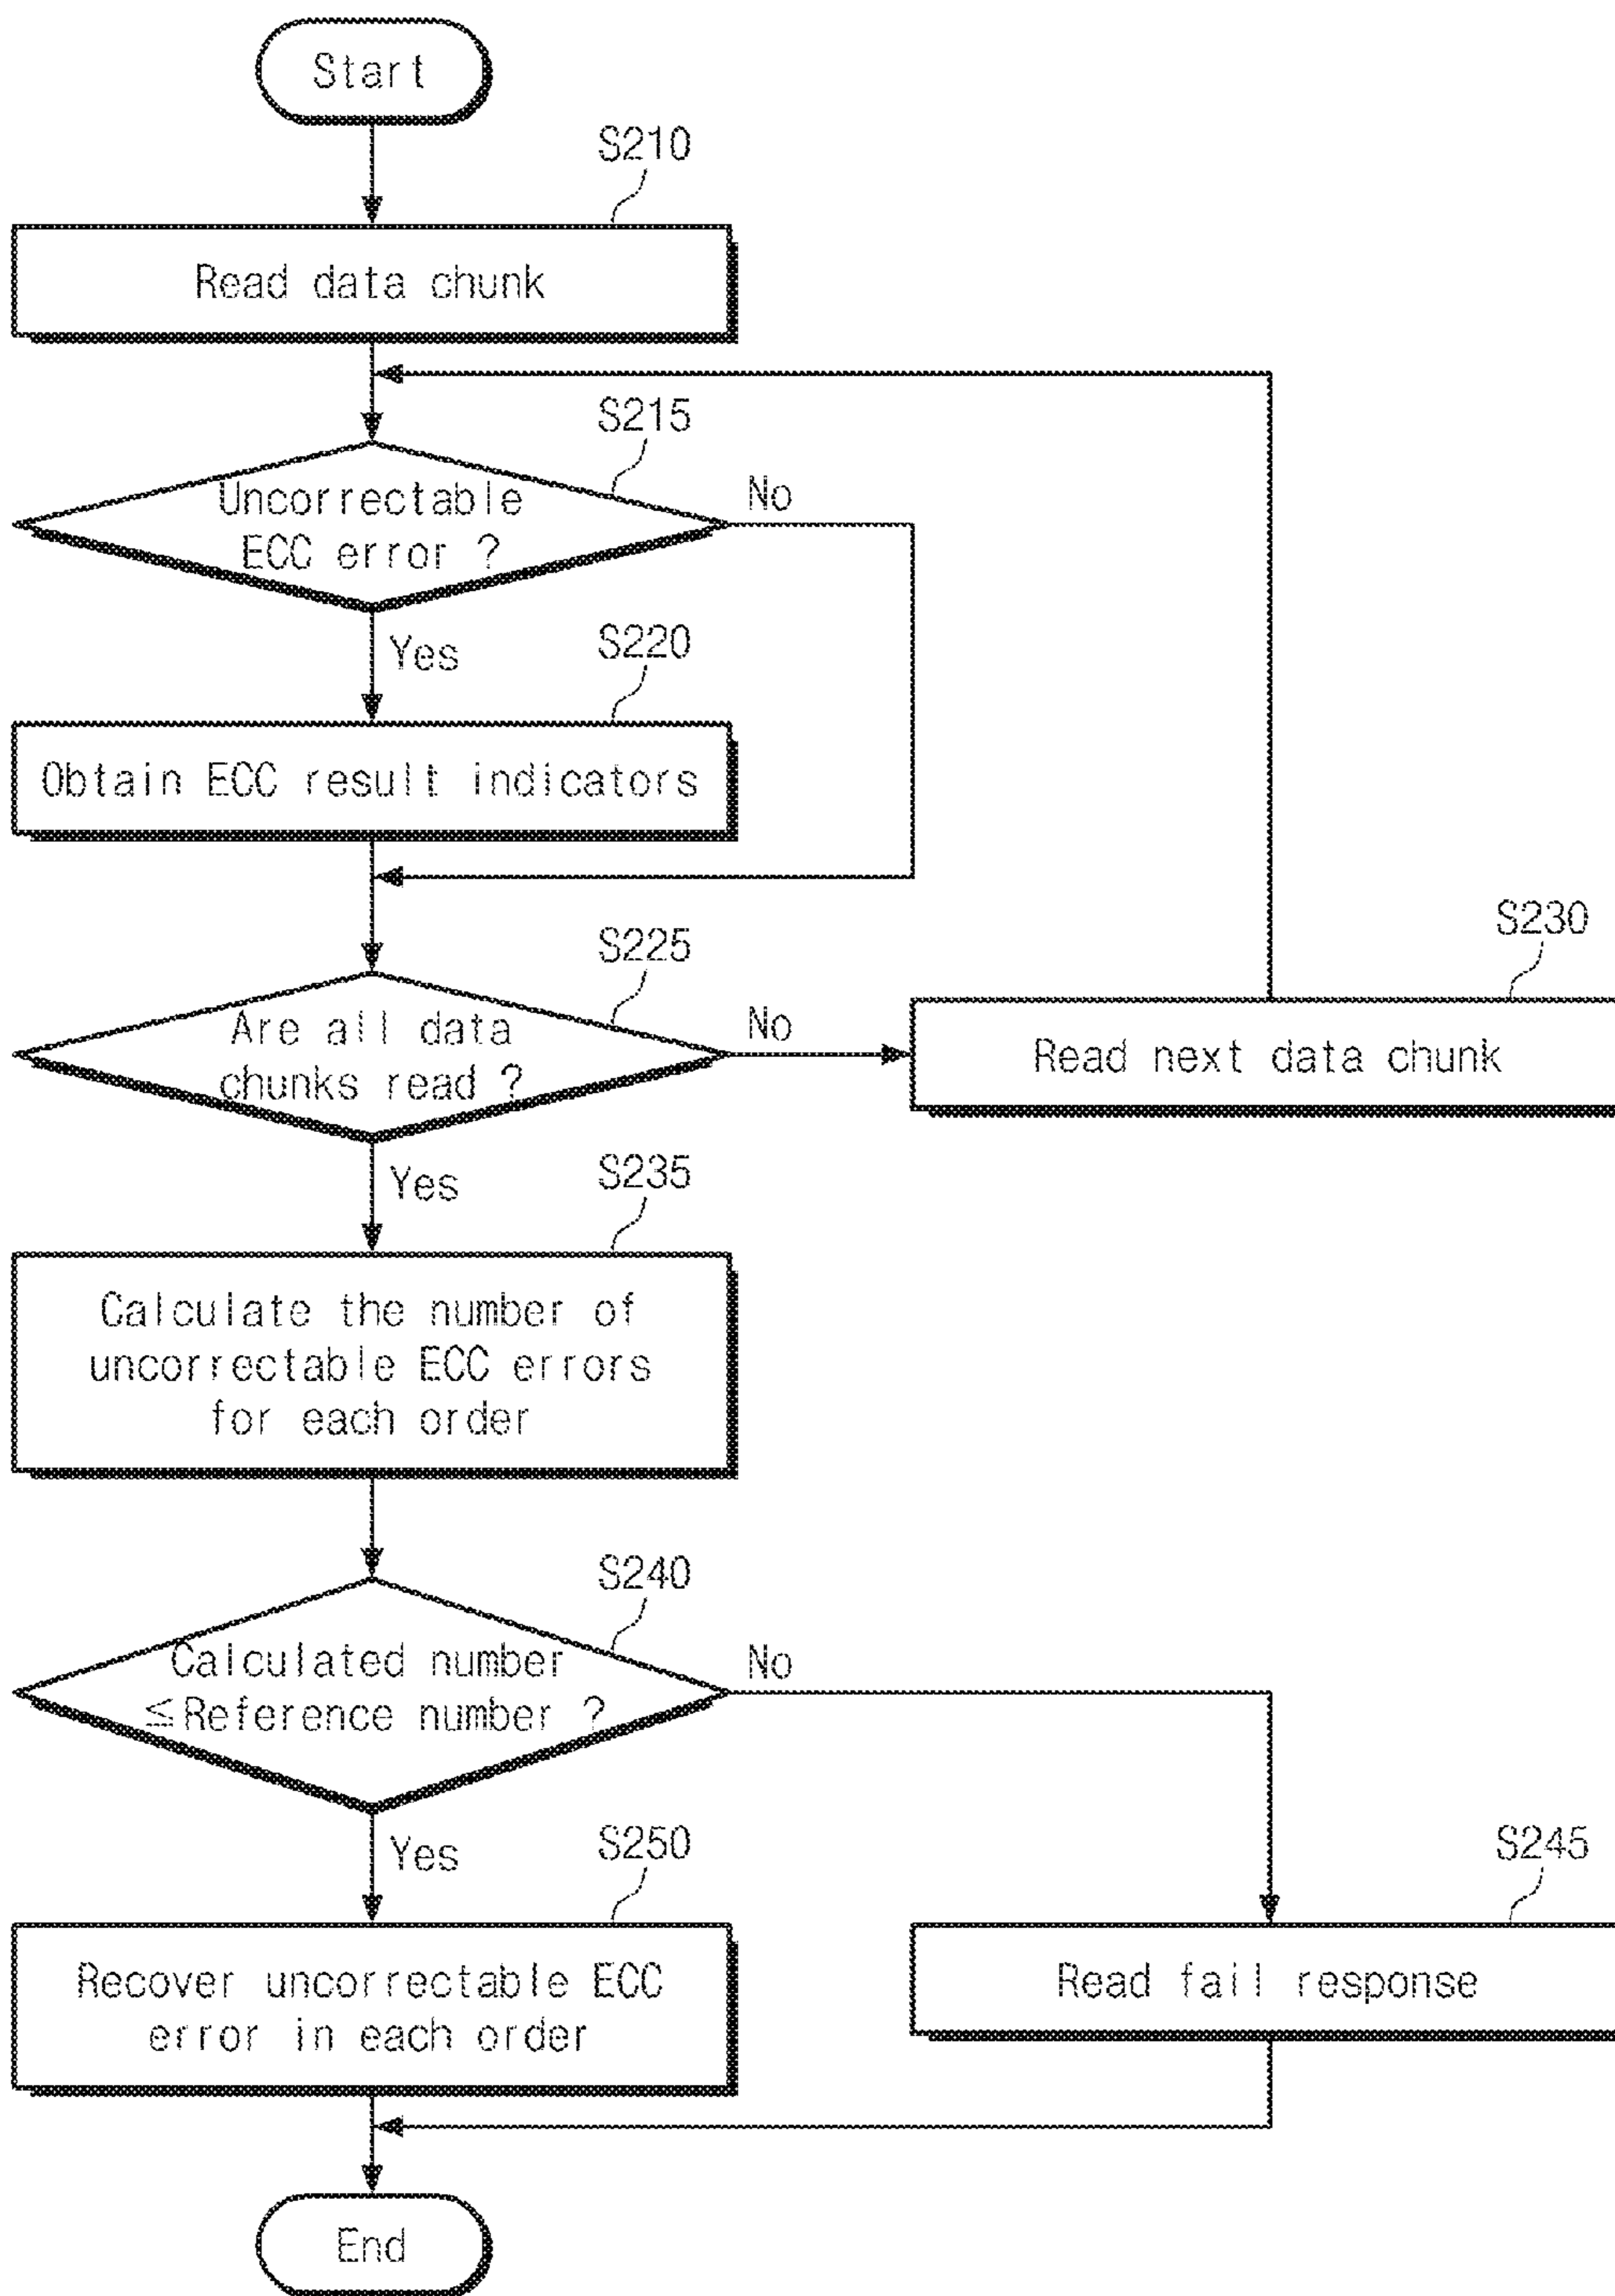 Start
S210
Read data chunk
S215
Uncorrectable
ECC error ?
No
Yes
S220
Obtain ECC result indicators
S225
Are all data
chunks read ?
No
S230
Read next data chunk
Yes
S235
Calculate the number of
uncorrectable ECC errors
for each order
S240
Calculated number
≦Reference number ?
No
Yes
S250
Recover uncorrectable ECC
error in each order
S245
Read fail response
End